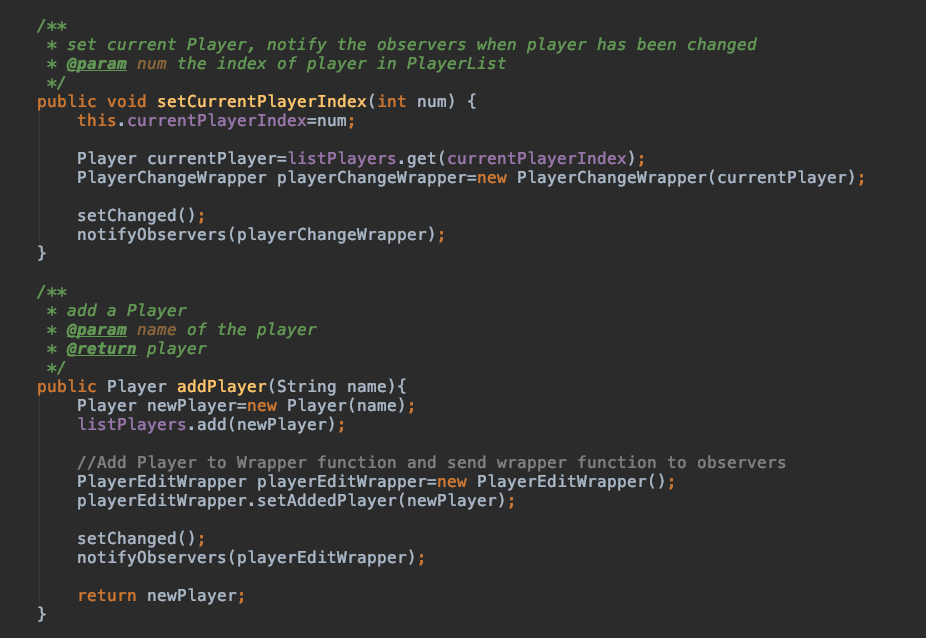 /**
 * set current Player, notify the observers when player has been changed
 * @param num the index of player in PlayerList
 */
public void setCurrentPlayerIndex(int num) {
    this.currentPlayerIndex=num;

    Player currentPlayer=listPlayers.get(currentPlayerIndex);
    PlayerChangeWrapper playerChangeWrapper=new PlayerChangeWrapper(currentPlayer);

    setChanged();
    notifyObservers(playerChangeWrapper);
}

/**
 * add a Player
 * @param name of the player
 * @return player
 */
public Player addPlayer(String name){
    Player newPlayer=new Player(name);
    listPlayers.add(newPlayer);

    //Add Player to Wrapper function and send wrapper function to observers
    PlayerEditWrapper playerEditWrapper=new PlayerEditWrapper();
    playerEditWrapper.setAddedPlayer(newPlayer);

    setChanged();
    notifyObservers(playerEditWrapper);

    return newPlayer;
}